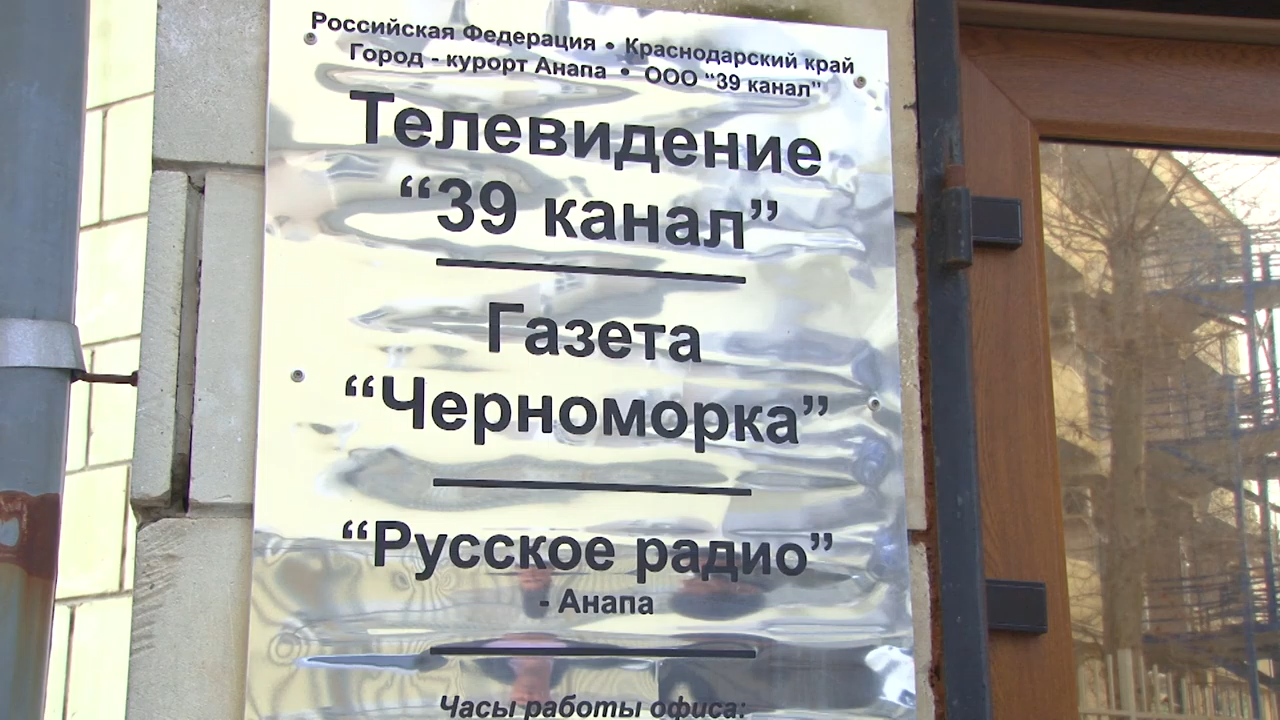 Российская Федерация • Краснодарский край
Город - курорт Анапа • ООО “39 канал”
Телевидение
“39 канал”
Газета
“Черноморка”
“Русское радио”
- Анапа
Часы работы офиса: